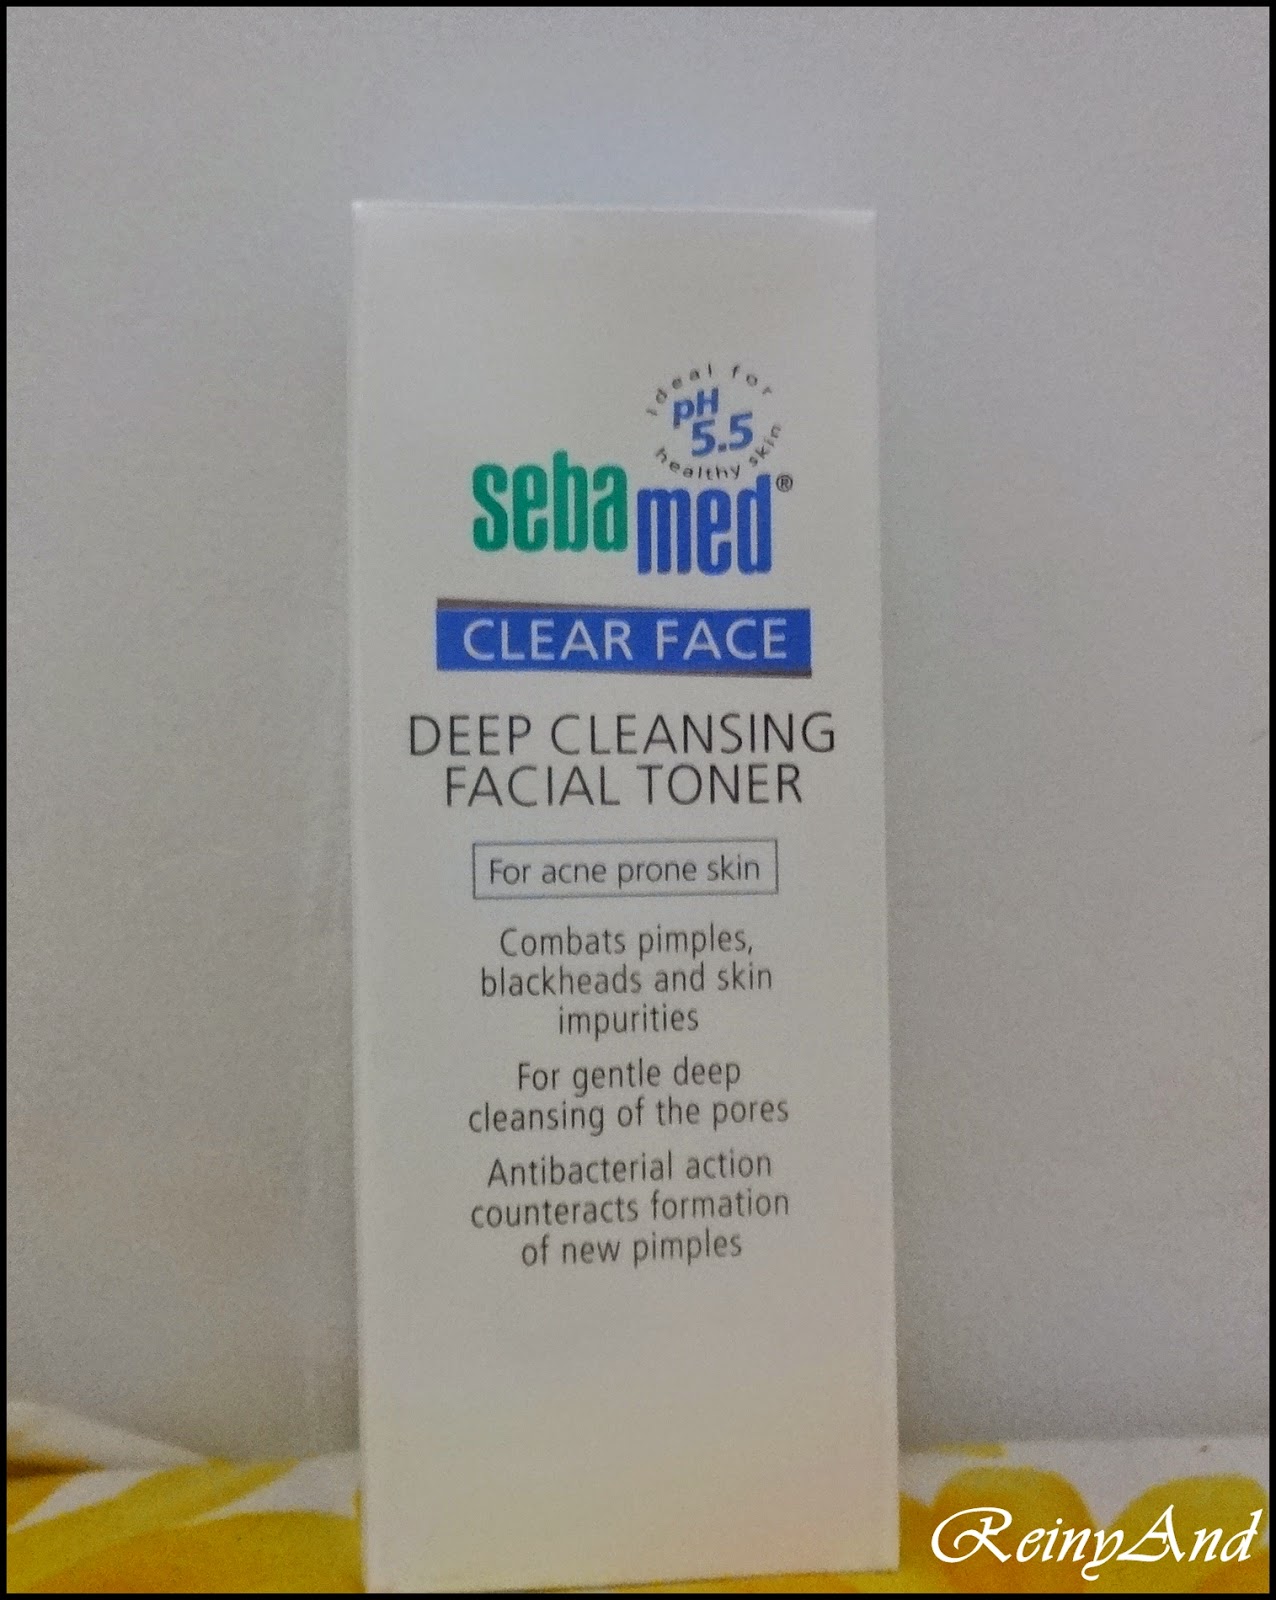 ideal for
pH
5.5
healthy skin
sebamed®
CLEAR FACE
DEEP CLEANSING
FACIAL TONER
For acne prone skin
Combats pimples,
blackheads and skin
impurities
For gentle deep
cleansing of the pores
Antibacterial action
counteracts formation
of new pimples
ReinyAnd